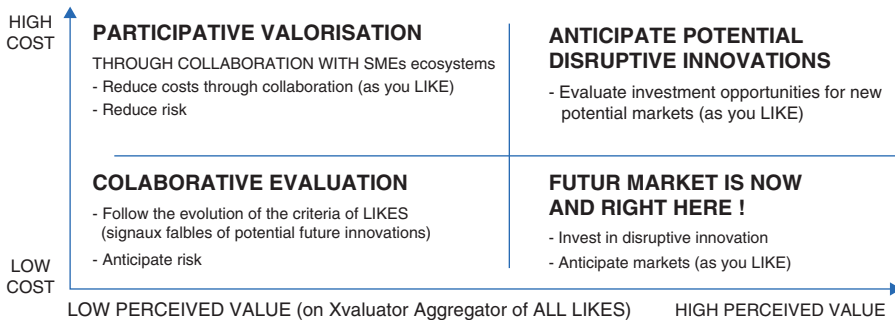 HIGH
COST
PARTICIPATIVE VALORISATION
THROUGH COLLABORATION WITH SMEs ecosystems
- Reduce costs through collaboration (as you LIKE)
- Reduce risk
ANTICIPATE POTENTIAL
DISRUPTIVE INNOVATIONS
- Evaluate investment opportunities for new
potential markets (as you LIKE)
COLABORATIVE EVALUATION
- Follow the evolution of the criteria of LIKES
(signaux falbles of potential future innovations)
- Anticipate risk
FUTUR MARKET IS NOW
AND RIGHT HERE !
- Invest in disruptive innovation
- Anticipate markets (as you LIKE)
LOW
COST
LOW PERCEIVED VALUE (on Xvaluator Aggregator of ALL LIKES) HIGH PERCEIVED VALUE